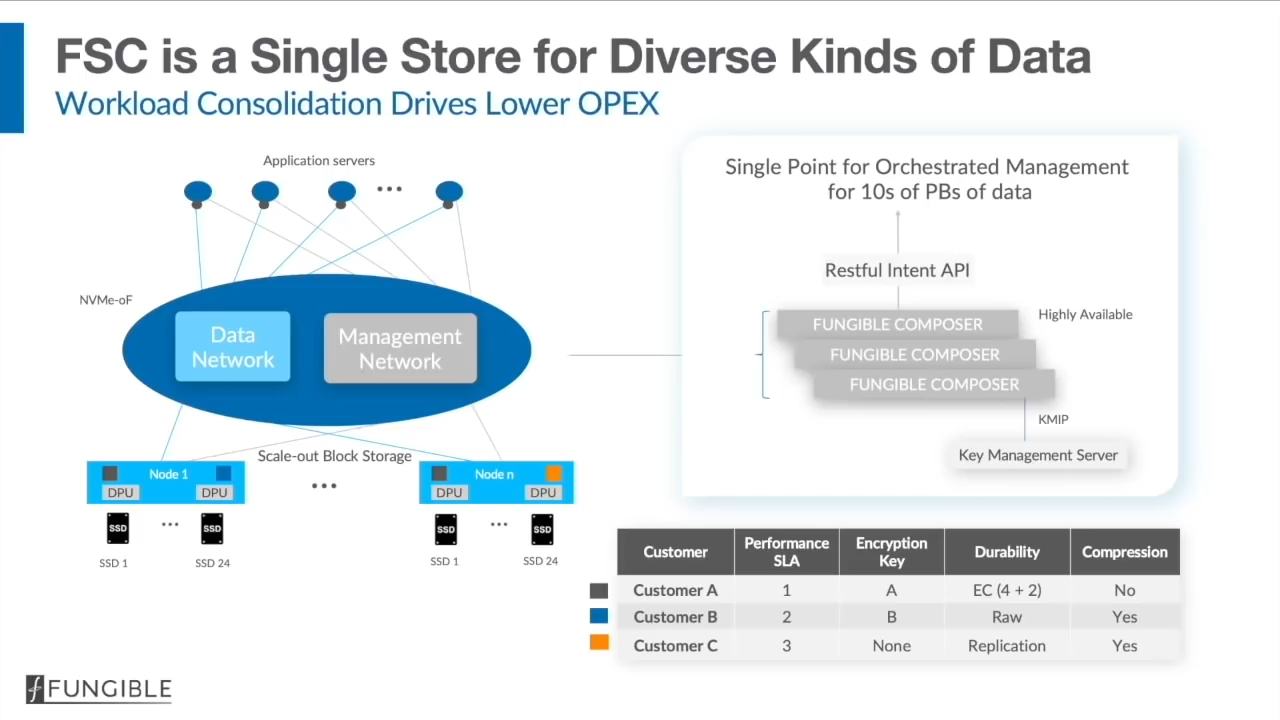 FSC is a Single Store for Diverse Kinds of Data
Workload Consolidation Drives Lower OPEX
Application servers
NVMe-oF
Data
Network
Management
Network
Scale-out Block Storage
Node 1
DPU
DPU
SSD
SSD
SSD 1
SSD 24
Node n
DPU
DPU
SSD
SSD
SSD 1
SSD 24
Single Point for Orchestrated Management
for 10s of PBs of data
Restful Intent API
FUNGIBLE COMPOSER
Highly Available
FUNGIBLE COMPOSER
FUNGIBLE COMPOSER
KMIP
Key Management Server
Customer Performance SLA Encryption Key Durability Compression
Customer A 1 A EC (4 + 2) No
Customer B 2 B Raw Yes
Customer C 3 None Replication Yes
FUNGIBLE